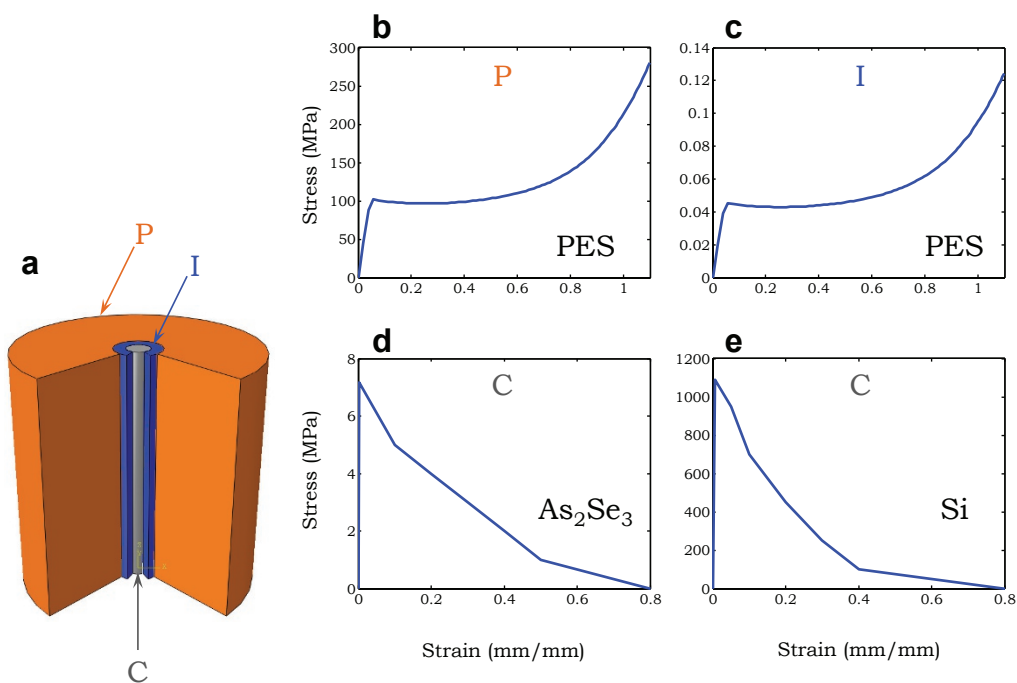 a
P
I
C
b
300
250
200
150
100
50
0
Stress (MPa)
P
PES
0 0.2 0.4 0.6 0.8 1
c
0.14
0.12
0.1
0.08
0.06
0.04
0.02
0
I
PES
0 0.2 0.4 0.6 0.8 1
d
8
6
4
2
0
Stress (MPa)
C
As₂Se₃
0.2 0.4 0.6 0.8
Strain (mm/mm)
e
1200
1000
800
600
400
200
100
0
C
Si
0 0.2 0.4 0.6 0.8
Strain (mm/mm)